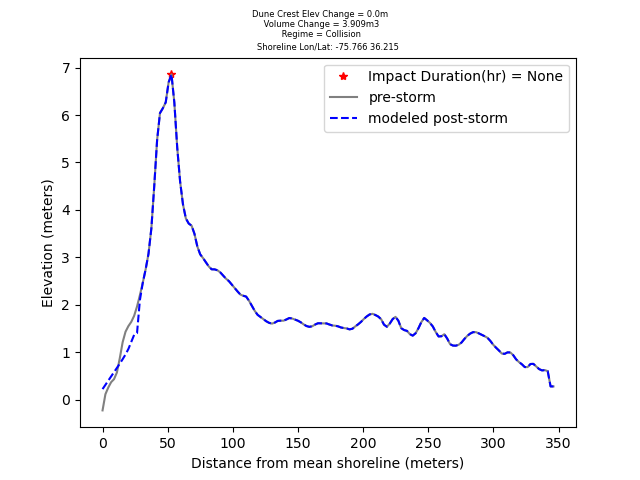 Dune Crest Elev Change = 0.0m
Volume Change = 3.909m3
Regime = Collision
Shoreline Lon/Lat: -75.766 36.215
Impact Duration(hr) = None
pre-storm
modeled post-storm
Elevation (meters)
7
6
5
4
3
2
1
0
0 50 100 150 200 250 300 350
Distance from mean shoreline (meters)